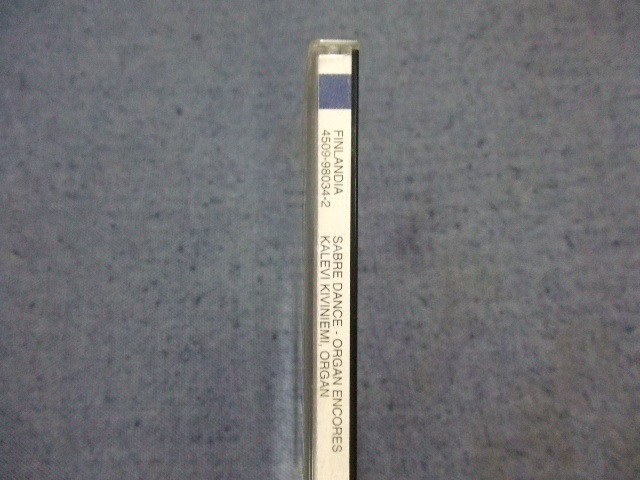 FINLANDIA
4509-98034-2
SABRE DANCE - ORGAN ENCORES
KALEVI KIVINIEMI, ORGAN